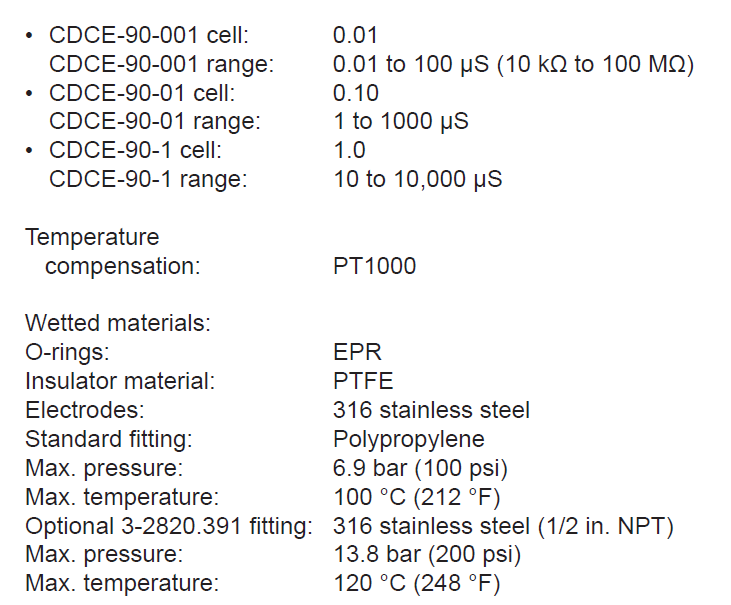 • CDCE-90-001 cell: 0.01
CDCE-90-001 range: 0.01 to 100 µS (10 kΩ to 100 MΩ)
• CDCE-90-01 cell: 0.10
CDCE-90-01 range: 1 to 1000 µS
• CDCE-90-1 cell: 1.0
CDCE-90-1 range: 10 to 10,000 µS
Temperature
compensation: PT1000
Wetted materials:
O-rings: EPR
Insulator material: PTFE
Electrodes: 316 stainless steel
Standard fitting: Polypropylene
Max. pressure: 6.9 bar (100 psi)
Max. temperature: 100 °C (212 °F)
Optional 3-2820.391 fitting: 316 stainless steel (1/2 in. NPT)
Max. pressure: 13.8 bar (200 psi)
Max. temperature: 120 °C (248 °F)